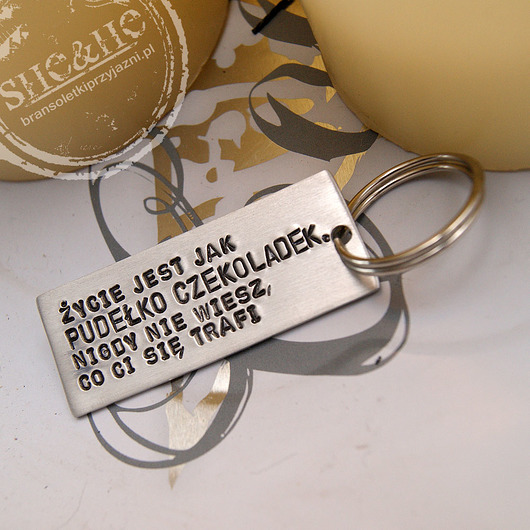 SHE&HE
bransoletkiprzyjazni.pl
ŻYCIE JEST JAK
PUDEŁKO CZEKOLADEK.
NIGDY NIE WIESZ,
CO CI SIĘ TRAFI